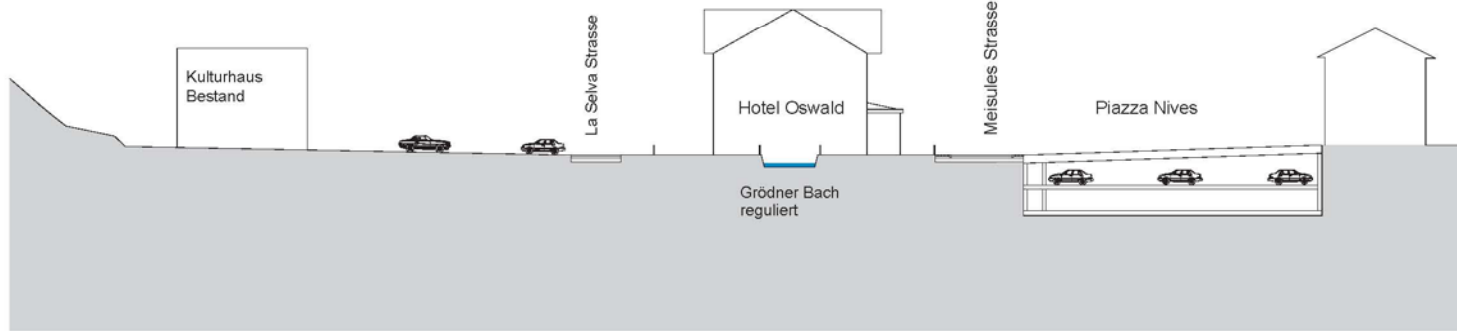 Kulturhaus
Bestand
La Selva Strasse
Hotel Oswald
Grödner Bach
reguliert
Meisules Strasse
Piazza Nives